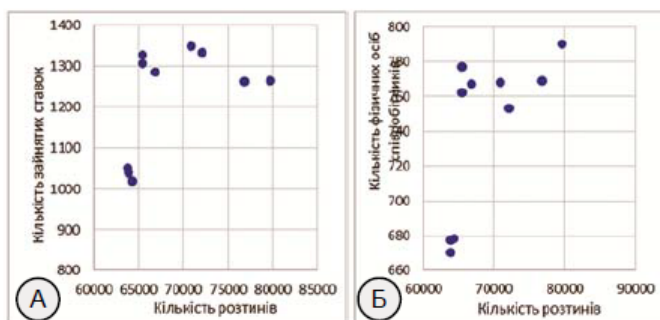 1400
1300
1200
1100
1000
900
800
Кількість зайнятих ставок
60000 65000 70000 75000 80000 85000
Кількість розтинів
А
800
780
760
740
720
700
680
660
Кількість фізичних осіб
співробітників
60000 70000 80000 90000
Кількість розтинів
Б